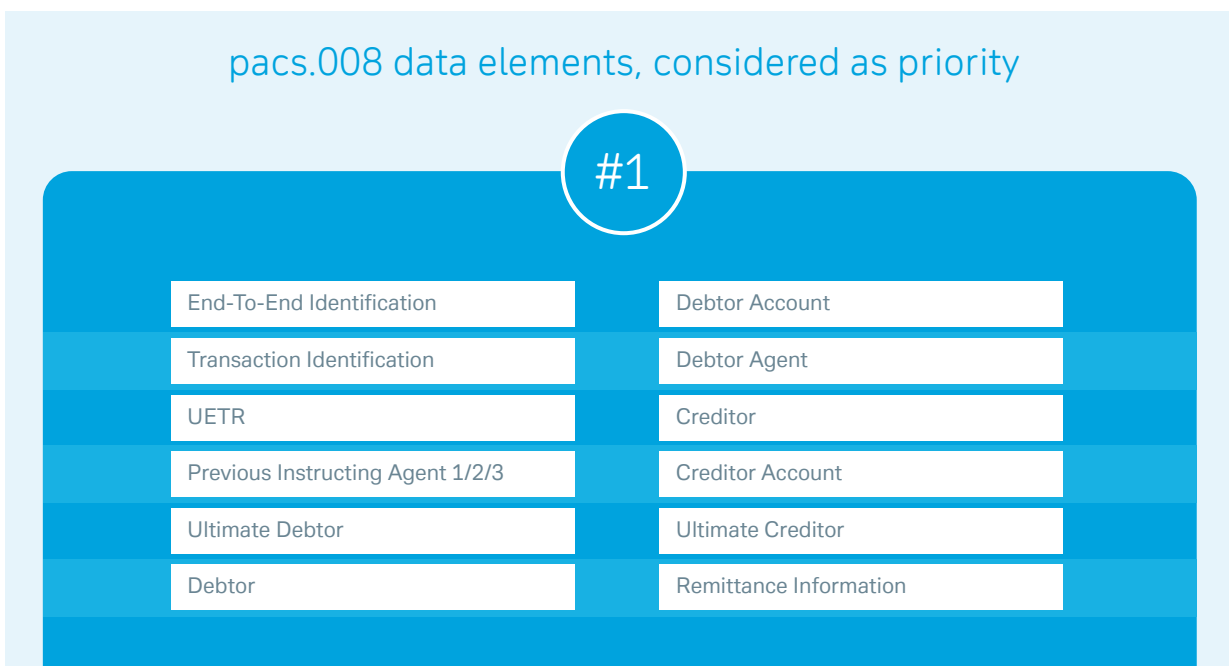 pacs.008 data elements, considered as priority
#1
End-To-End Identification
Transaction Identification
UETR
Previous Instructing Agent 1/2/3
Ultimate Debtor
Debtor
Debtor Account
Debtor Agent
Creditor
Creditor Account
Ultimate Creditor
Remittance Information